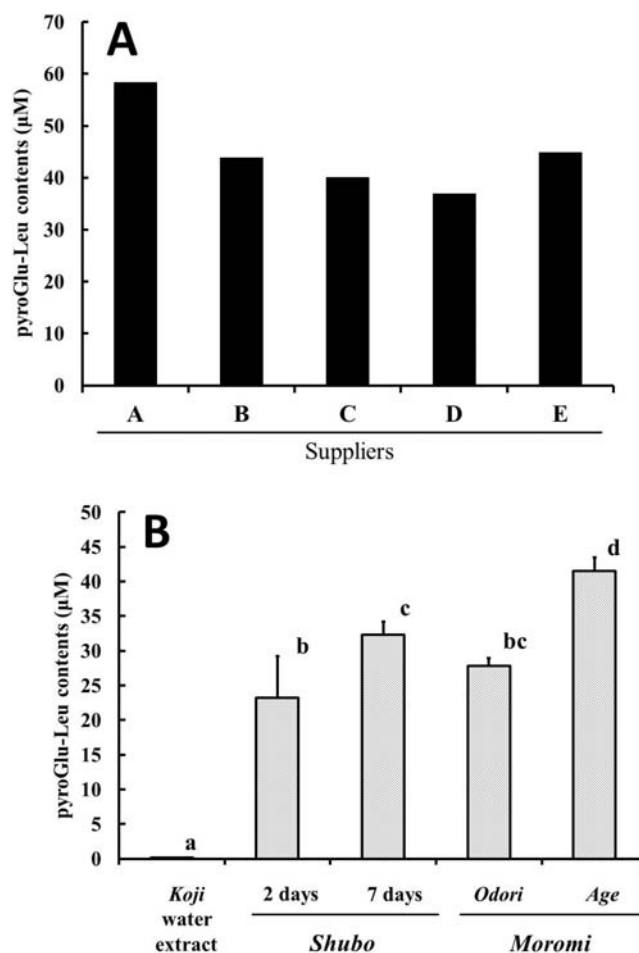 A
pyroGlu-Leu contents (µM)
70
60
50
40
30
20
10
0
A B C D E
Suppliers
B
pyroGlu-Leu contents (µM)
50
45
40
35
30
25
20
15
10
5
0
a b c bc d
Koji water extract
2 days 7 days Odori Age
Shubo Moromi